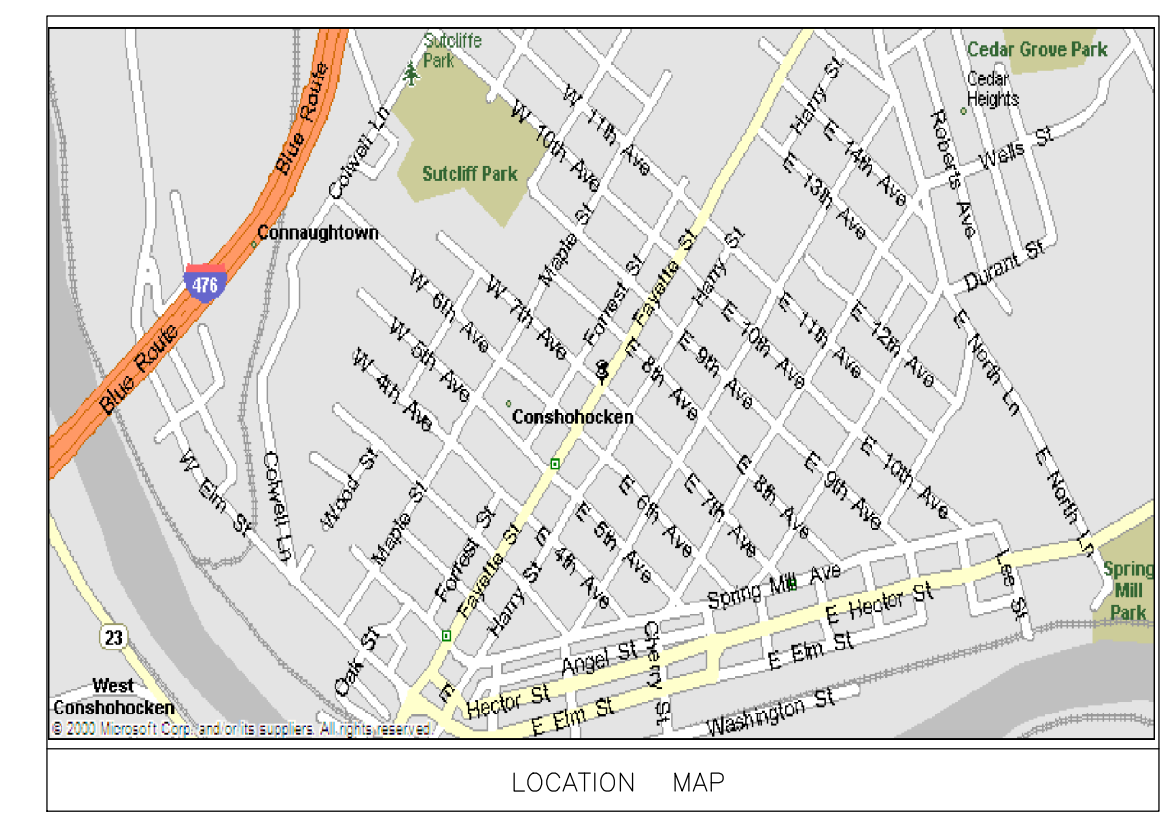 Sutcliffe
Park
Cedar Grove Park
Cedar
Heights
Blue Route
Colwell Ln
W 10th Ave
W 11th Ave
Harry St
E 14th Ave
Roberts Ave
Wells St
Sutcliff Park
E 13th Ave
Connaughtown
476
Maple St
Forrest St
Fayette St
Harry St
Durant St
W 6th Ave
W 7th Ave
E 10th Ave
E 11th Ave
E 12th Ave
E North Ln
Blue Route
W 5th Ave
E 8th Ave
E 9th Ave
W 4th Ave
Conshohocken
W Elm St
Colwell Ln
Wood St
Maple St
Forrest St
Fayette St
Harry St
E 4th Ave
E 5th Ave
E 6th Ave
E 7th Ave
E 8th Ave
E 9th Ave
E 10th Ave
E North Ln
Lee St
Spring Mill Ave
Spring
Mill
Park
E Hector St
23
Oak St
Angel St
Cherry St
E Elm St
West
Conshohocken
E
Hector St
E Elm St
Washington St
© 2000 Microsoft Corp. and/or its suppliers. All rights reserved.
LOCATION MAP